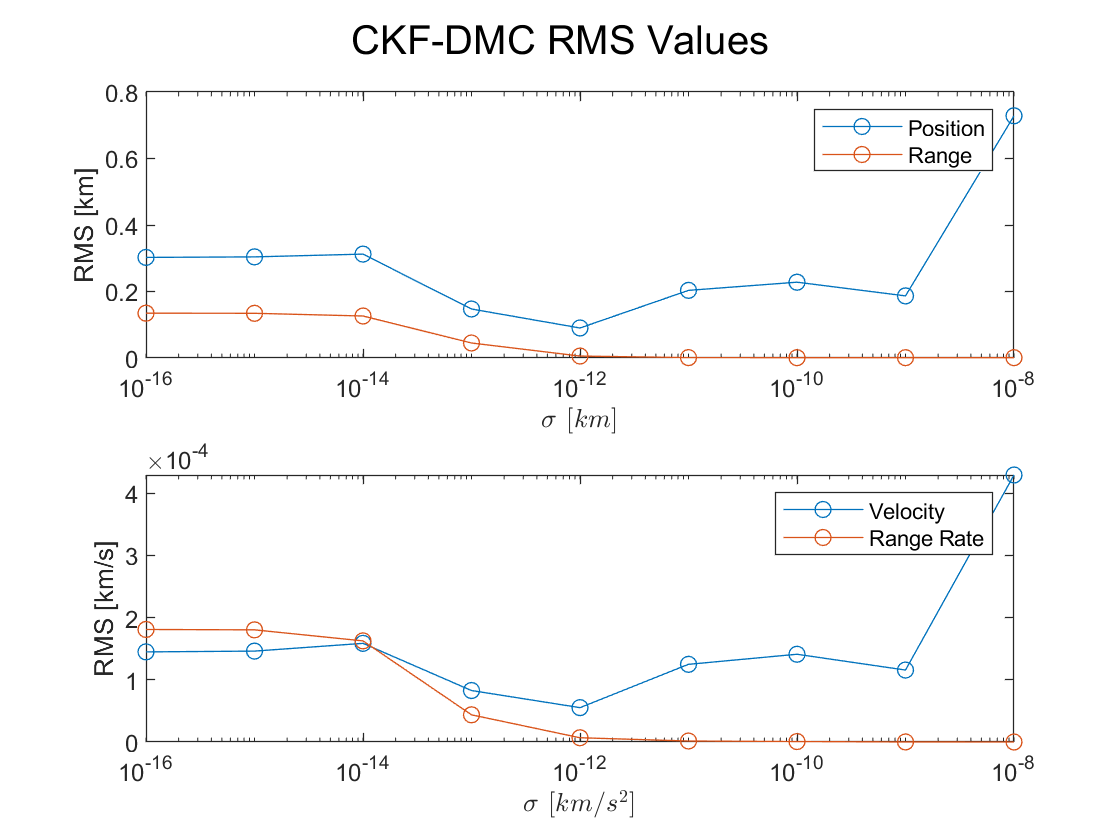 CKF-DMC RMS Values
0.8
0.6
0.4
0.2
0
RMS [km]
Position
Range
10^-16 10^-14 10^-12 10^-10 10^-8
σ [km]
×10^-4
4
3
2
1
0
RMS [km/s]
Velocity
Range Rate
10^-16 10^-14 10^-12 10^-10 10^-8
σ [km/s^2]